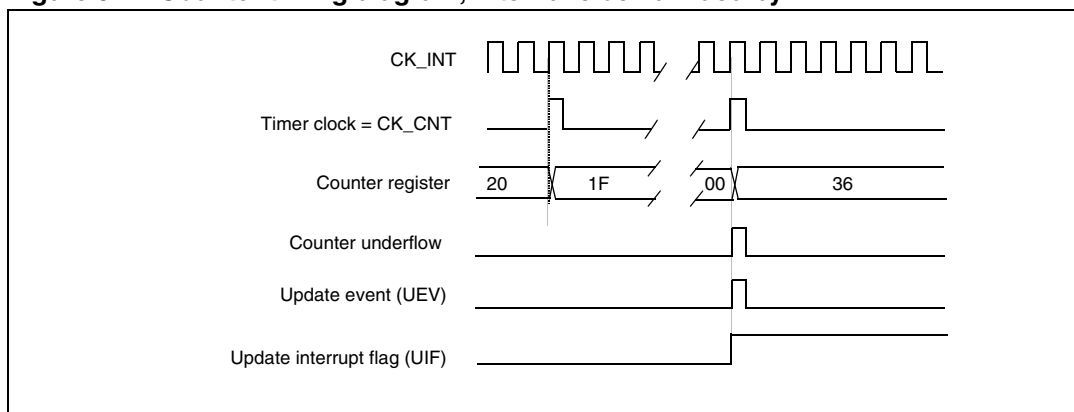 CK_INT
Timer clock = CK_CNT
Counter register 20 1F 00 36
Counter underflow
Update event (UEV)
Update interrupt flag (UIF)